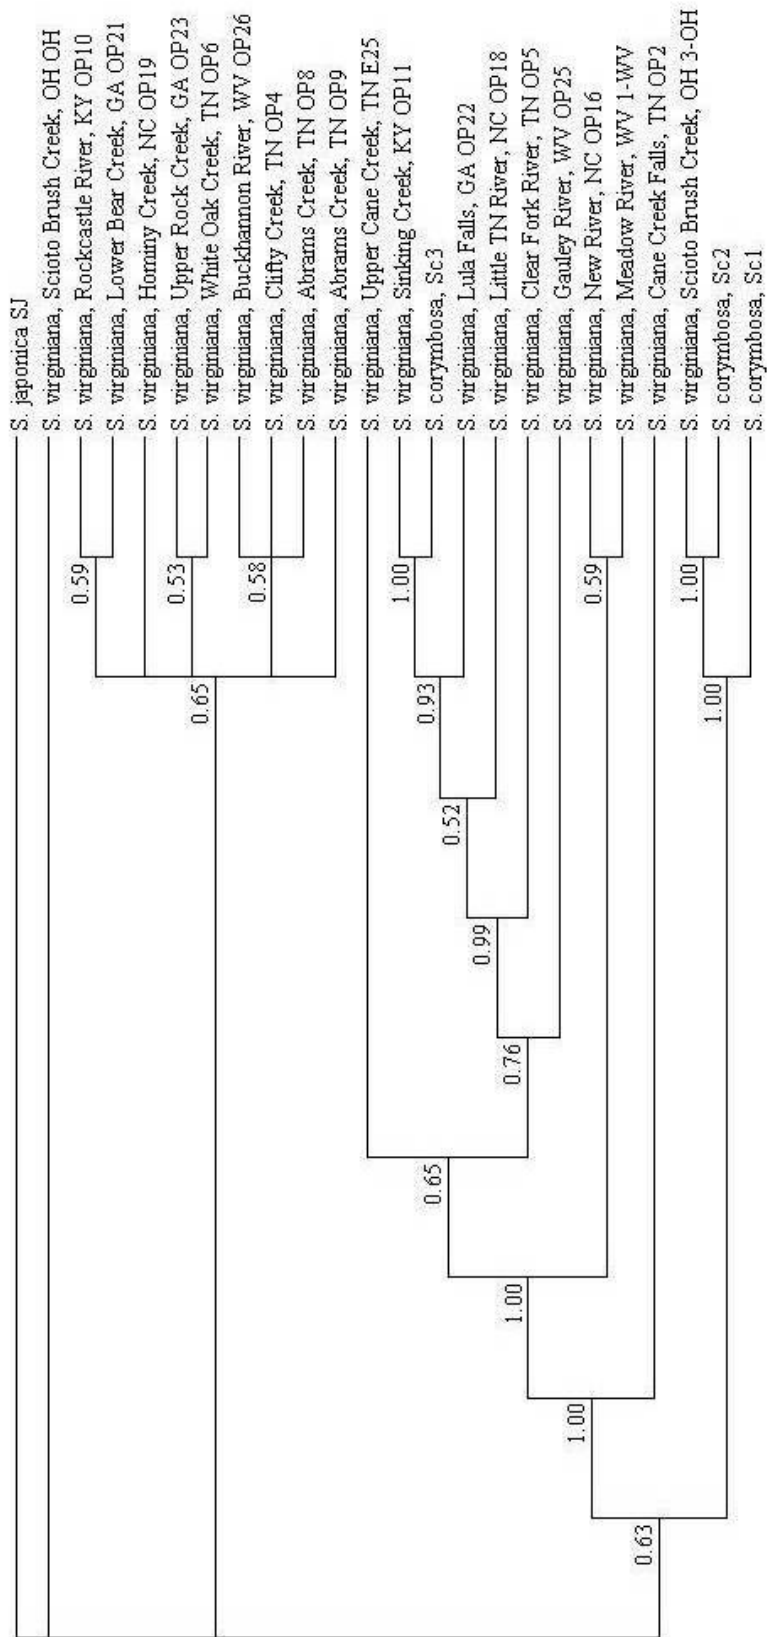 S. japonica SJ
S. virginiana, Scioto Brush Creek, OH OH
S. virginiana, Rockcastle River, KY OP10
S. virginiana, Lower Bear Creek, GA OP21
S. virginiana, Hominy Creek, NC OP19
S. virginiana, Upper Rock Creek, GA OP23
S. virginiana, White Oak Creek, TN OP6
S. virginiana, Buckhannon River, WV OP26
S. virginiana, Clifty Creek, TN OP4
S. virginiana, Abrams Creek, TN OP8
S. virginiana, Abrams Creek, TN OP9
S. virginiana, Upper Cane Creek, TN E25
S. virginiana, Sinking Creek, KY OP11
S. corymbosa, Sc3
S. virginiana, Lula Falls, GA OP22
S. virginiana, Little TN River, NC OP18
S. virginiana, Clear Fork River, TN OP5
S. virginiana, Gauley River, WV OP25
S. virginiana, New River, NC OP16
S. virginiana, Meadow River, WV 1-WV
S. virginiana, Cane Creek Falls, TN OP2
S. virginiana, Scioto Brush Creek, OH 3-OH
S. corymbosa, Sc2
S. corymbosa, Sc1
0.59
0.53
0.58
0.65
1.00
0.93
0.52
0.99
0.76
0.65
0.59
1.00
1.00
1.00
1.00
0.63